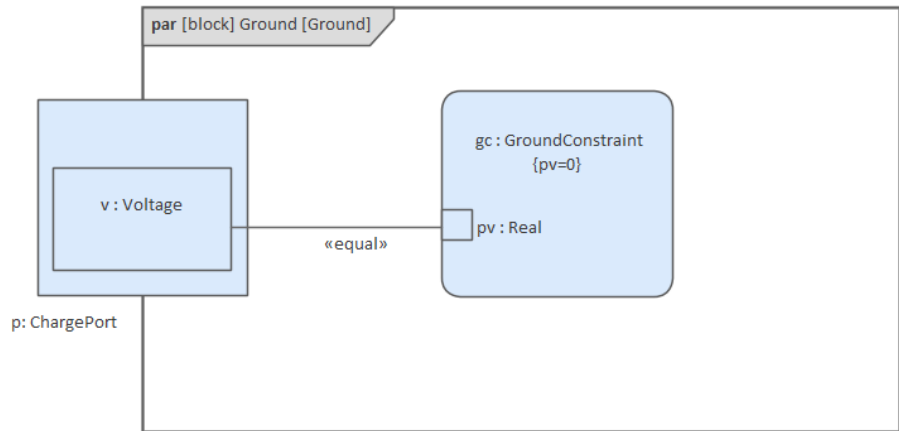 par [block] Ground [Ground]
gc : GroundConstraint
{pv=0}
v : Voltage
pv : Real
«equal»
p: ChargePort